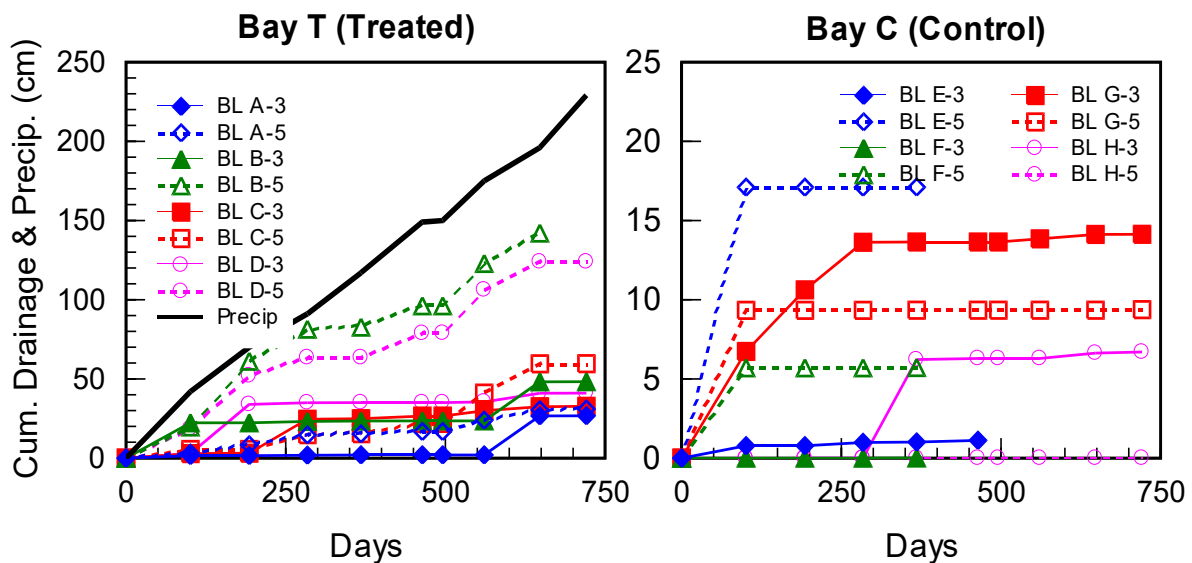 Bay T (Treated)
Cum. Drainage & Precip. (cm)
250
200
150
100
50
0
BL A-3
BL A-5
BL B-3
BL B-5
BL C-3
BL C-5
BL D-3
BL D-5
Precip
0
250
500
750
Days
Bay C (Control)
25
20
15
10
5
0
BL E-3
BL E-5
BL F-3
BL F-5
BL G-3
BL G-5
BL H-3
BL H-5
0
250
500
750
Days